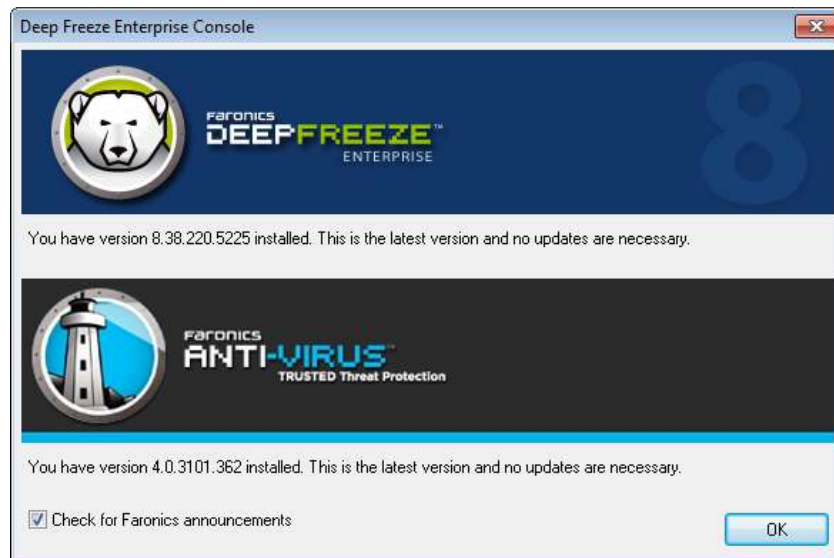 Deep Freeze Enterprise Console
FARONICS
DEEPFREEZE™
ENTERPRISE
8
You have version 8.38.220.5225 installed. This is the latest version and no updates are necessary.
FARONICS
ANTI-VIRUS™
TRUSTED Threat Protection
You have version 4.0.3101.362 installed. This is the latest version and no updates are necessary.
Check for Faronics announcements
OK